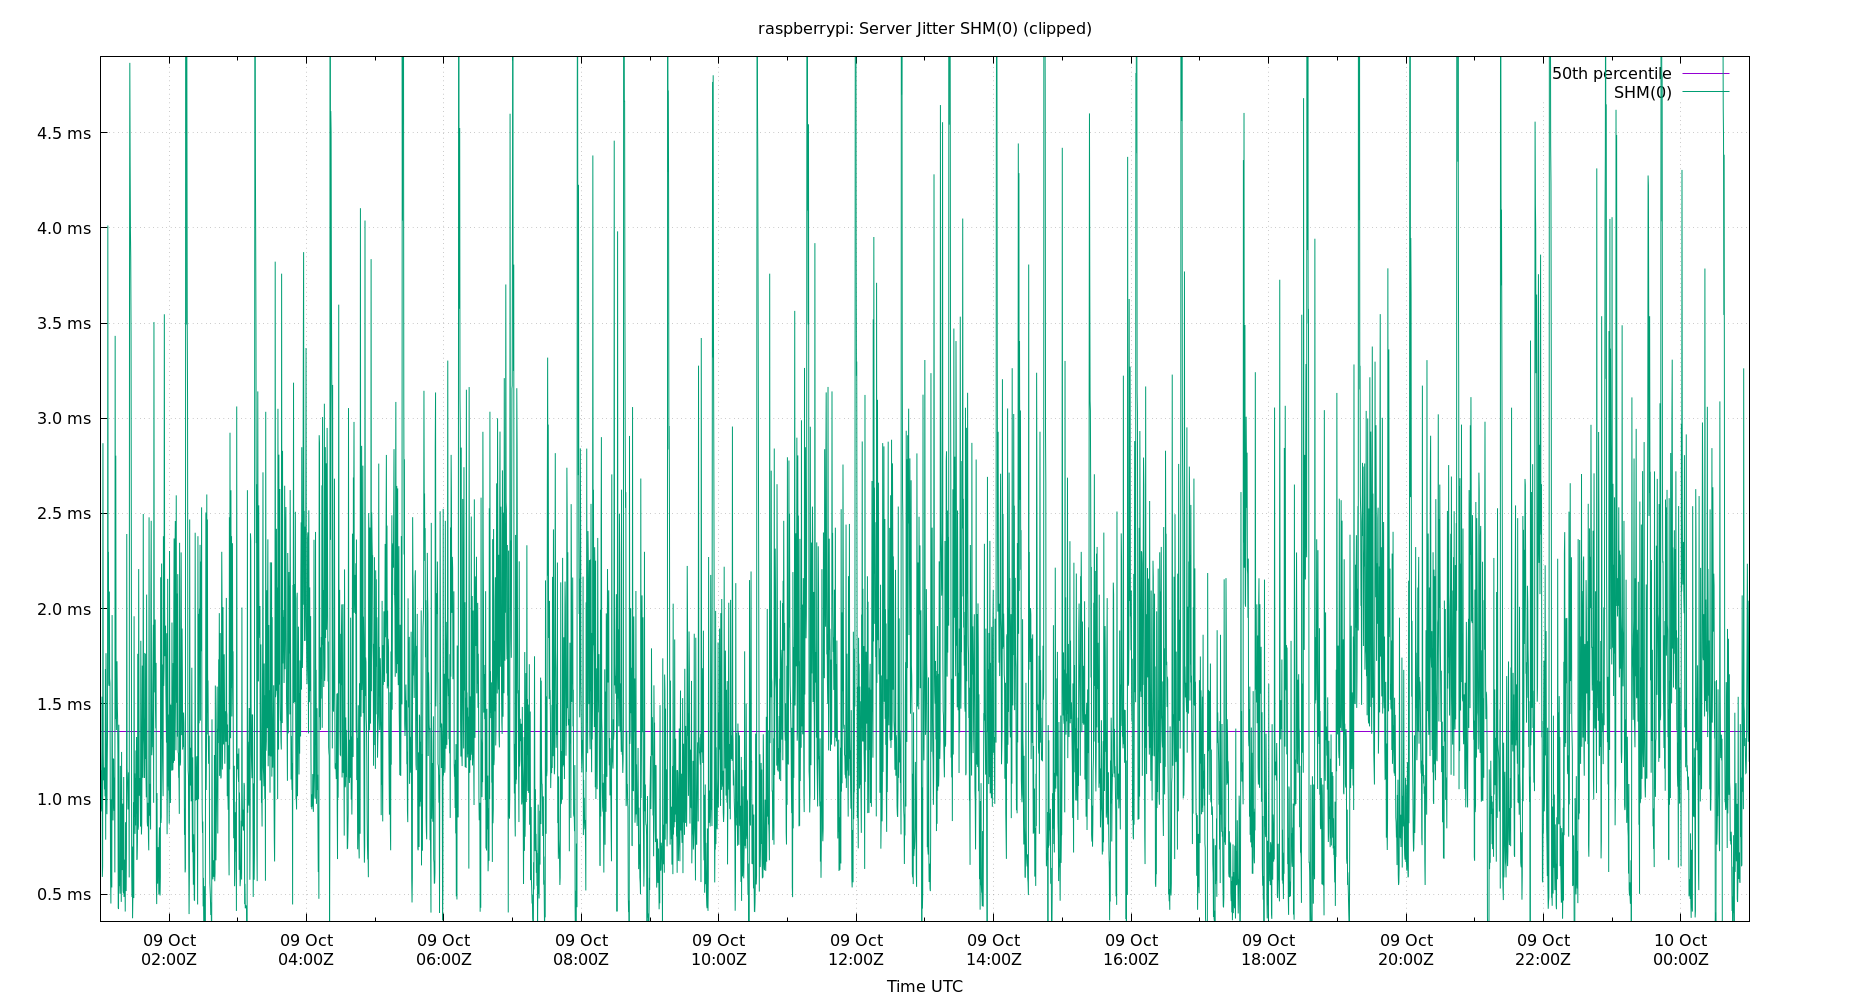 raspberrypi: Server Jitter SHM(0) (clipped)
50th percentile
SHM(0)
4.5 ms
4.0 ms
3.5 ms
3.0 ms
2.5 ms
2.0 ms
1.5 ms
1.0 ms
0.5 ms
09 Oct 09 Oct 09 Oct 09 Oct 09 Oct 09 Oct 09 Oct 09 Oct 09 Oct 09 Oct 09 Oct 10 Oct
02:00Z 04:00Z 06:00Z 08:00Z 10:00Z 12:00Z 14:00Z 16:00Z 18:00Z 20:00Z 22:00Z 00:00Z
Time UTC